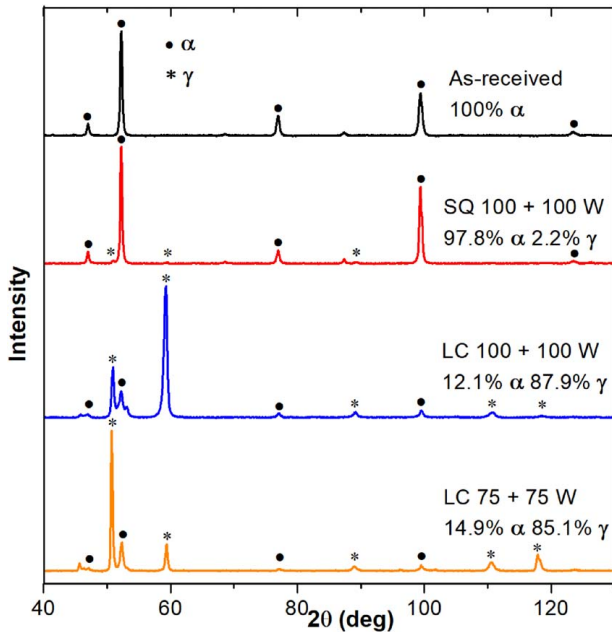 • α
* γ
As-received
100% α
SQ 100 + 100 W
97.8% α 2.2% γ
LC 100 + 100 W
12.1% α 87.9% γ
LC 75 + 75 W
14.9% α 85.1% γ
Intensity
40 60 80 100 120
2θ (deg)